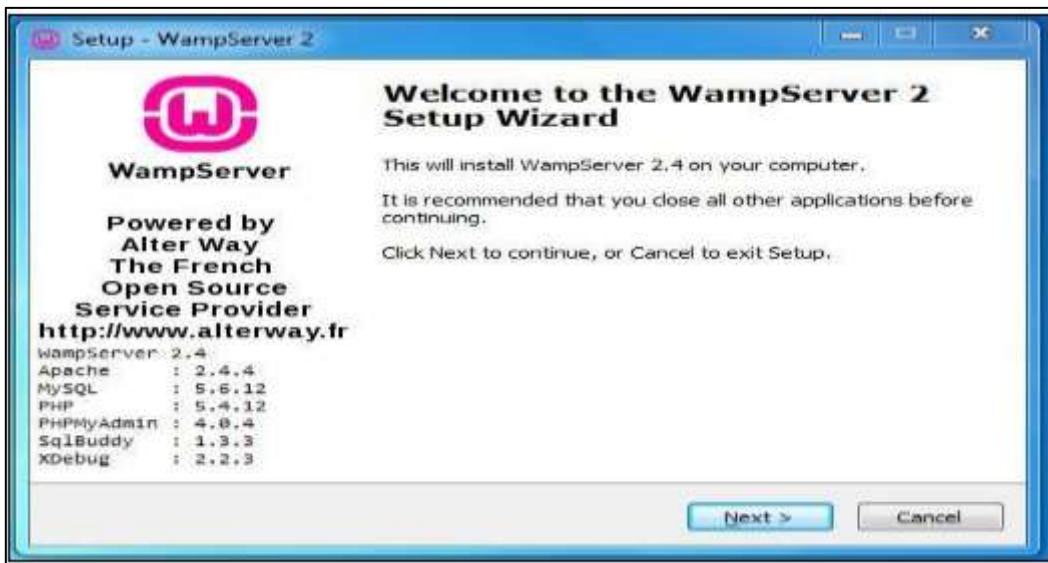 Setup - WampServer 2
W
WampServer
Powered by
Alter Way
The French
Open Source
Service Provider
http://www.alterway.fr
WampServer 2.4
Apache : 2.4.4
MySQL : 5.6.12
PHP : 5.4.12
PHPMyAdmin : 4.0.4
SqlBuddy : 1.3.3
XDebug : 2.2.3
Welcome to the WampServer 2
Setup Wizard
This will install WampServer 2.4 on your computer.
It is recommended that you close all other applications before
continuing.
Click Next to continue, or Cancel to exit Setup.
Next >
Cancel